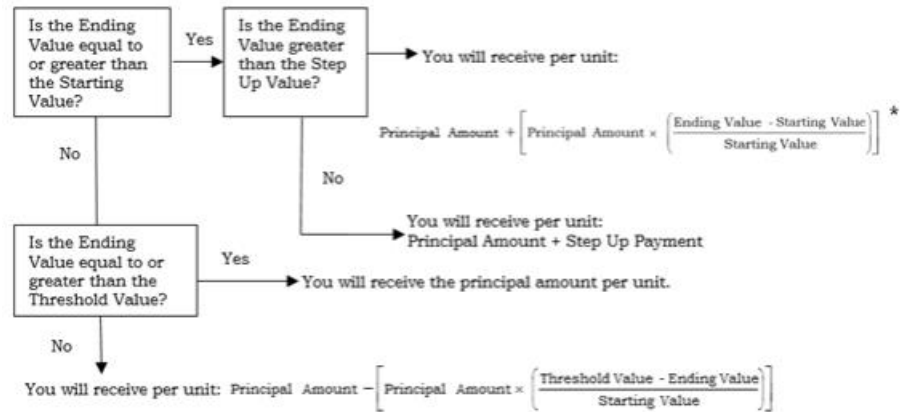 Is the Ending
Value equal to
or greater than
the Starting
Value?
Yes
Is the Ending
Value greater
than the Step
Up Value?
You will receive per unit:
Principal Amount + [Principal Amount × (Ending Value - Starting Value / Starting Value)] *
No
No
You will receive per unit:
Principal Amount + Step Up Payment
Is the Ending
Value equal to or
greater than the
Threshold Value?
Yes
You will receive the principal amount per unit.
No
You will receive per unit: Principal Amount − [Principal Amount × (Threshold Value - Ending Value / Starting Value)]